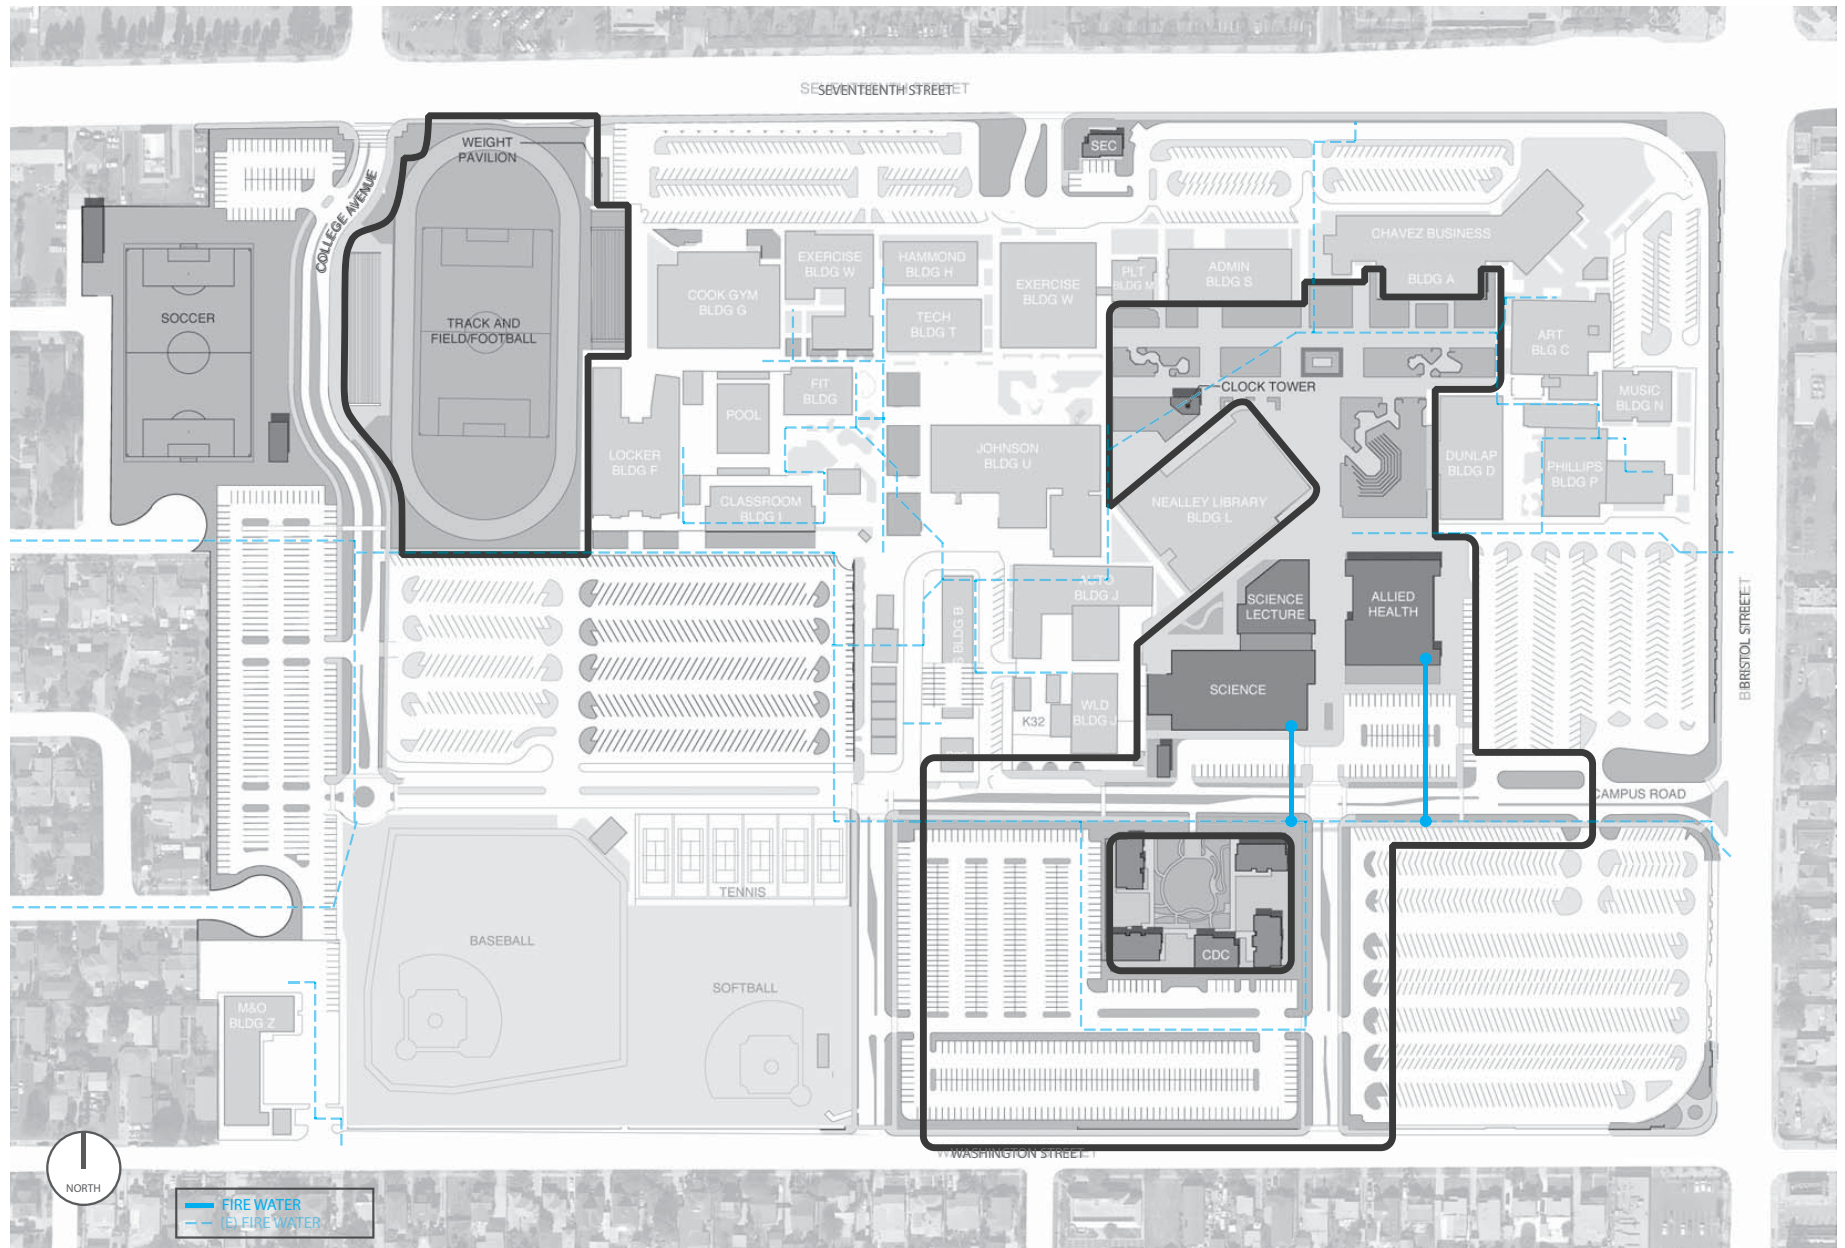 SEVENTEENTH STREET
WEIGHT
PAVILION
SEC
COLLEGE AVENUE
CHAVEZ BUSINESS
BLDG A
EXERCISE
BLDG W
HAMMOND
BLDG H
EXERCISE
BLDG W
PLT
BLDG M
ADMIN
BLDG S
COOK GYM
BLDG G
TECH
BLDG T
SOCCER
TRACK AND
FIELD/FOOTBALL
ART
BLG C
FIT
BLDG
CLOCK TOWER
MUSIC
BLDG N
POOL
LOCKER
BLDG F
JOHNSON
BLDG U
DUNLAP
BLDG D
PHILLIPS
BLDG P
CLASSROOM
BLDG I
NEALLEY LIBRARY
BLDG L
BLDG B
AUTO
BLDG J
SCIENCE
LECTURE
ALLIED
HEALTH
BRISTOL STREET
SCIENCE
K32
WLD
BLDG J
CAMPUS ROAD
TENNIS
BASEBALL
CDC
SOFTBALL
M&O
BLDG Z
WASHINGTON STREET
NORTH
FIRE WATER
(E) FIRE WATER